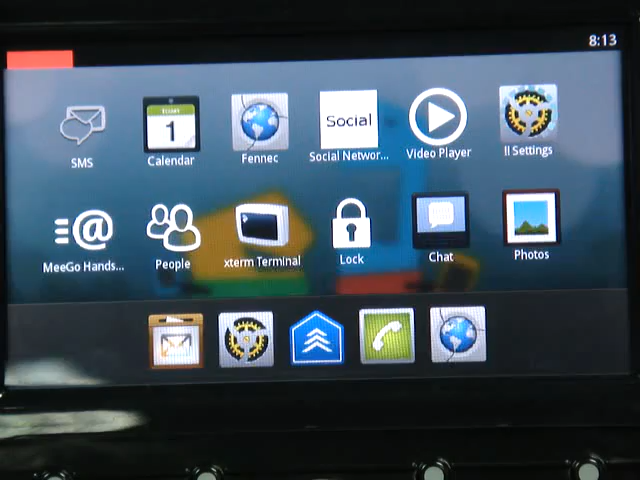 8:13
SMS
1
Calendar
Fennec
Social
Social Networ...
Video Player
II Settings
@
MeeGo Hands...
People
xterm Terminal
Lock
Chat
Photos